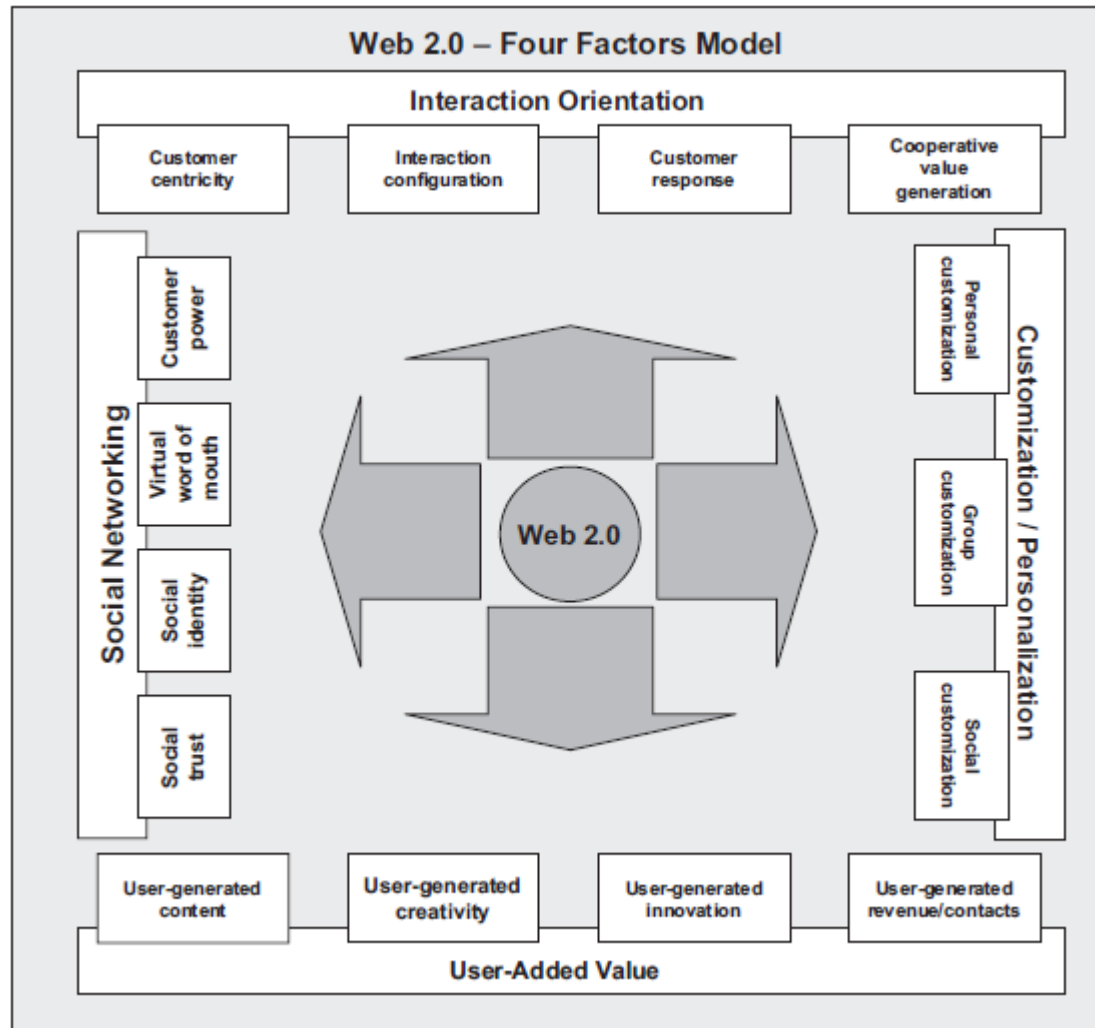 Web 2.0 – Four Factors Model
Interaction Orientation
Customer
centricity
Interaction
configuration
Customer
response
Cooperative
value
generation
Social Networking
Customer
power
Virtual
word of
mouth
Social
identity
Social
trust
Web 2.0
Personal
customization
Group
customization
Social
customization
Customization / Personalization
User-generated
content
User-generated
creativity
User-generated
innovation
User-generated
revenue/contacts
User-Added Value